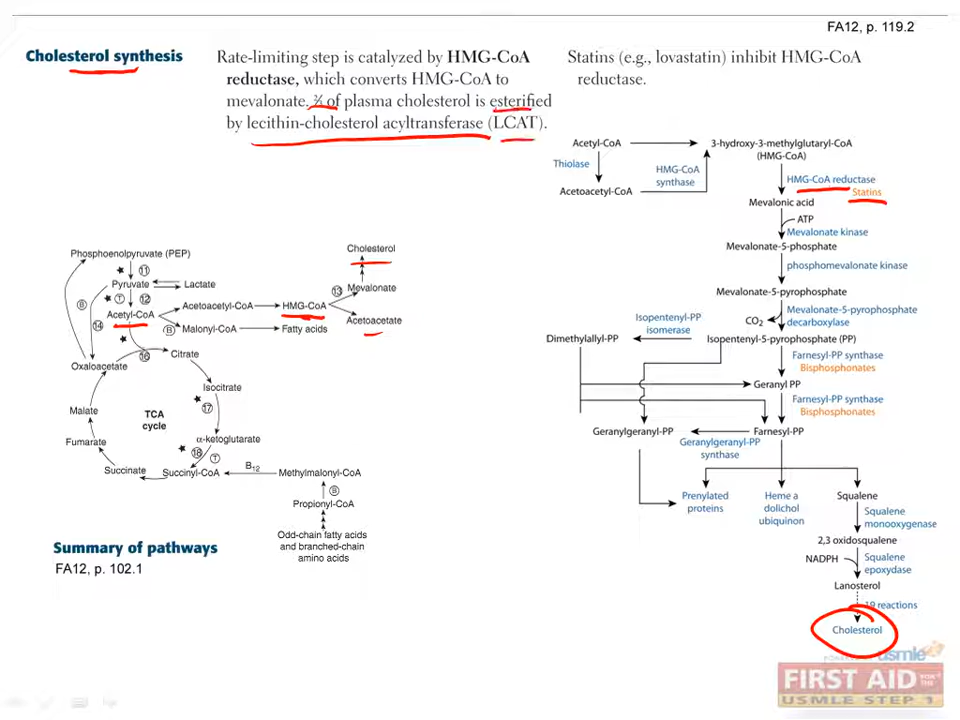 FA12, p. 119.2
Cholesterol synthesis
Rate-limiting step is catalyzed by HMG-CoA
reductase, which converts HMG-CoA to
mevalonate. ⅔ of plasma cholesterol is esterified
by lecithin-cholesterol acyltransferase (LCAT).
Statins (e.g., lovastatin) inhibit HMG-CoA
reductase.
Phosphoenolpyruvate (PEP)
11
Pyruvate
Lactate
T
12
B
14
Acetyl-CoA
Acetoacetyl-CoA
HMG-CoA
13
Mevalonate
Cholesterol
Acetoacetate
B
Malonyl-CoA
Fatty acids
16
Citrate
Oxaloacetate
Isocitrate
17
Malate
TCA
cycle
Fumarate
α-ketoglutarate
18
T
Succinate
Succinyl-CoA
B12
Methylmalonyl-CoA
B
Propionyl-CoA
Odd-chain fatty acids
and branched-chain
amino acids
Summary of pathways
FA12, p. 102.1
Acetyl-CoA
3-hydroxy-3-methylglutaryl-CoA
(HMG-CoA)
Thiolase
HMG-CoA
synthase
Acetoacetyl-CoA
HMG-CoA reductase
Statins
Mevalonic acid
ATP
Mevalonate kinase
Mevalonate-5-phosphate
phosphomevalonate kinase
Mevalonate-5-pyrophosphate
CO2
Mevalonate-5-pyrophosphate
decarboxylase
Isopentenyl-PP
isomerase
Dimethylallyl-PP
Isopentenyl-5-pyrophosphate (PP)
Farnesyl-PP synthase
Bisphosphonates
Geranyl PP
Farnesyl-PP synthase
Bisphosphonates
Geranylgeranyl-PP
Farnesyl-PP
Geranylgeranyl-PP
synthase
Prenylated
proteins
Heme a
dolichol
ubiquinon
Squalene
Squalene
monooxygenase
2,3 oxidosqualene
NADPH
Squalene
epoxydase
Lanosterol
19 reactions
Cholesterol
usmle
FIRST AID FOR THE
USMLE STEP 1